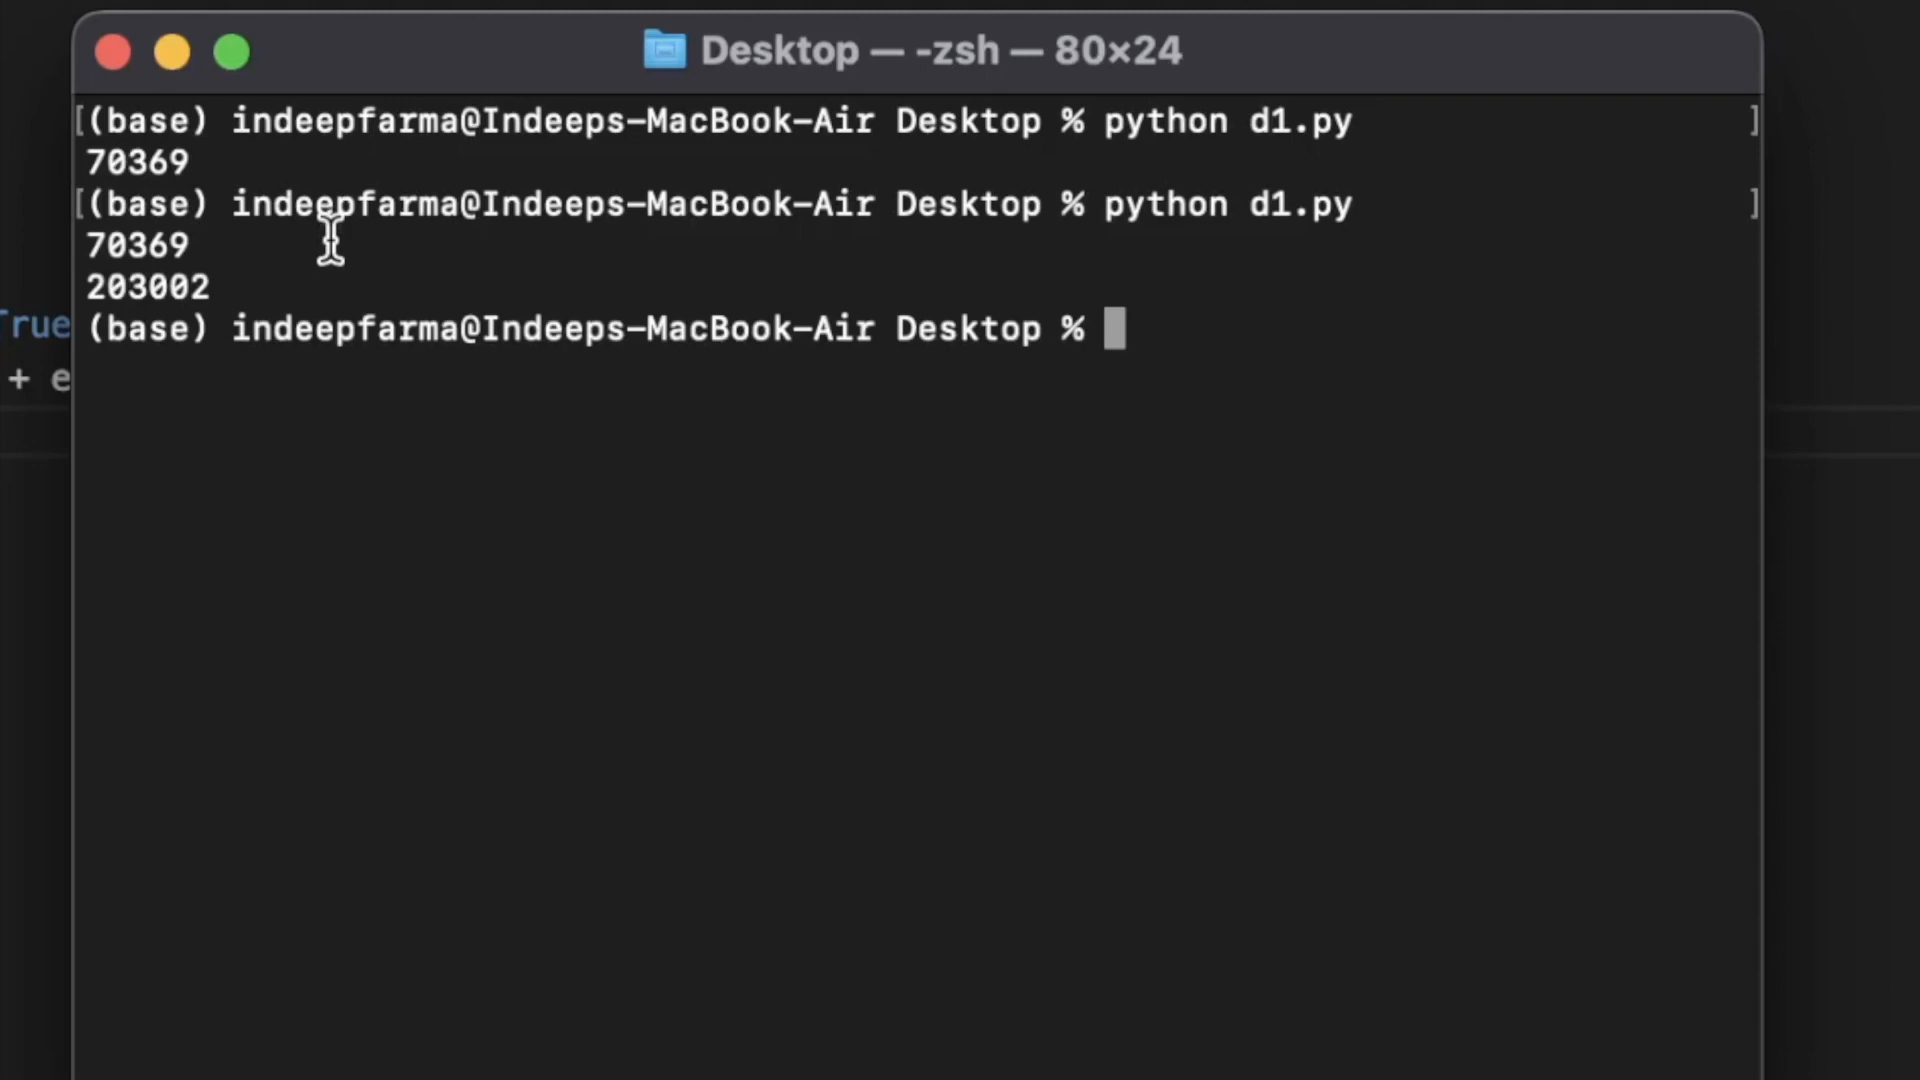 Desktop — -zsh — 80×24
[(base) indeepfarma@Indeeps-MacBook-Air Desktop % python d1.py ]
70369
[(base) indeepfarma@Indeeps-MacBook-Air Desktop % python d1.py ]
70369
203002
True
(base) indeepfarma@Indeeps-MacBook-Air Desktop %
+ e